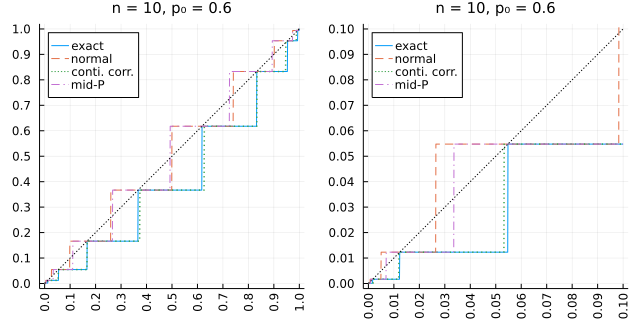 n = 10, p₀ = 0.6
1.0
0.9
0.8
0.7
0.6
0.5
0.4
0.3
0.2
0.1
0.0
exact
normal
conti. corr.
mid-P
0.0 0.1 0.2 0.3 0.4 0.5 0.6 0.7 0.8 0.9 1.0
n = 10, p₀ = 0.6
0.10
0.09
0.08
0.07
0.06
0.05
0.04
0.03
0.02
0.01
0.00
exact
normal
conti. corr.
mid-P
0.00 0.01 0.02 0.03 0.04 0.05 0.06 0.07 0.08 0.09 0.10